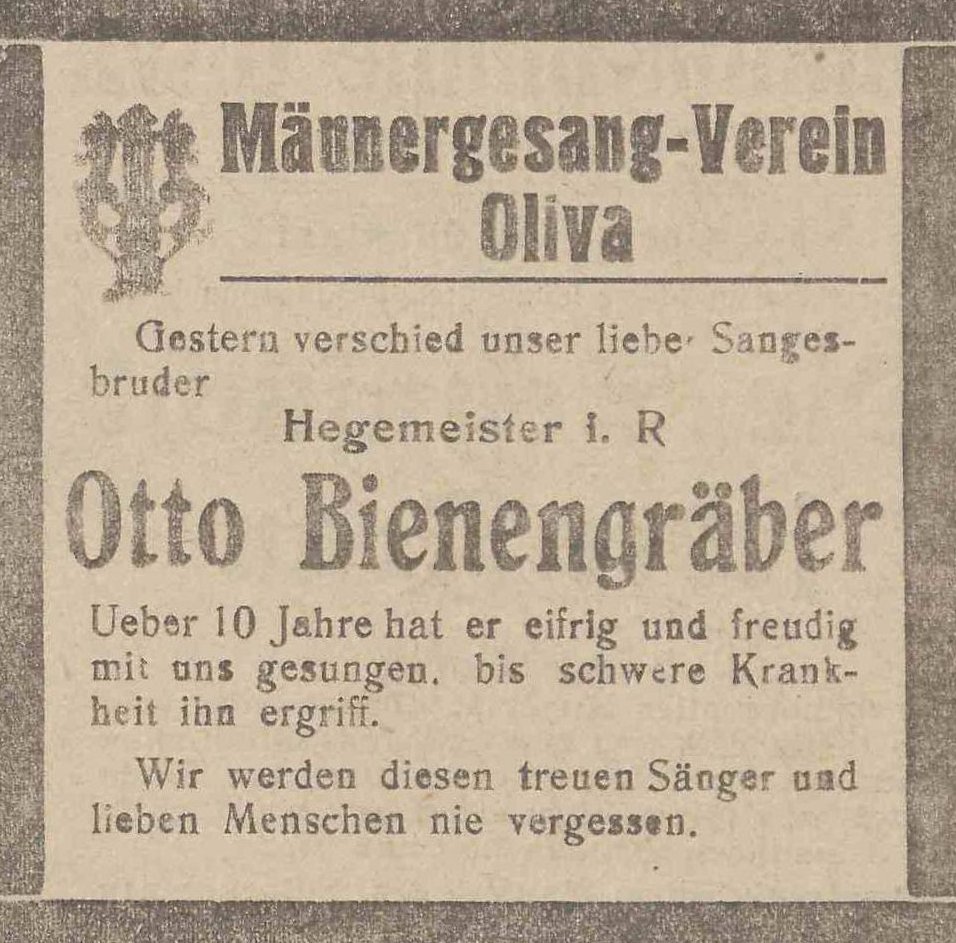 Männergesang-Verein
Oliva
Gestern verschied unser lieber Sanges-
bruder
Hegemeister i. R
Otto Bienengräber
Ueber 10 Jahre hat er eifrig und freudig
mit uns gesungen, bis schwere Krank-
heit ihn ergriff.
Wir werden diesen treuen Sänger und
lieben Menschen nie vergessen.